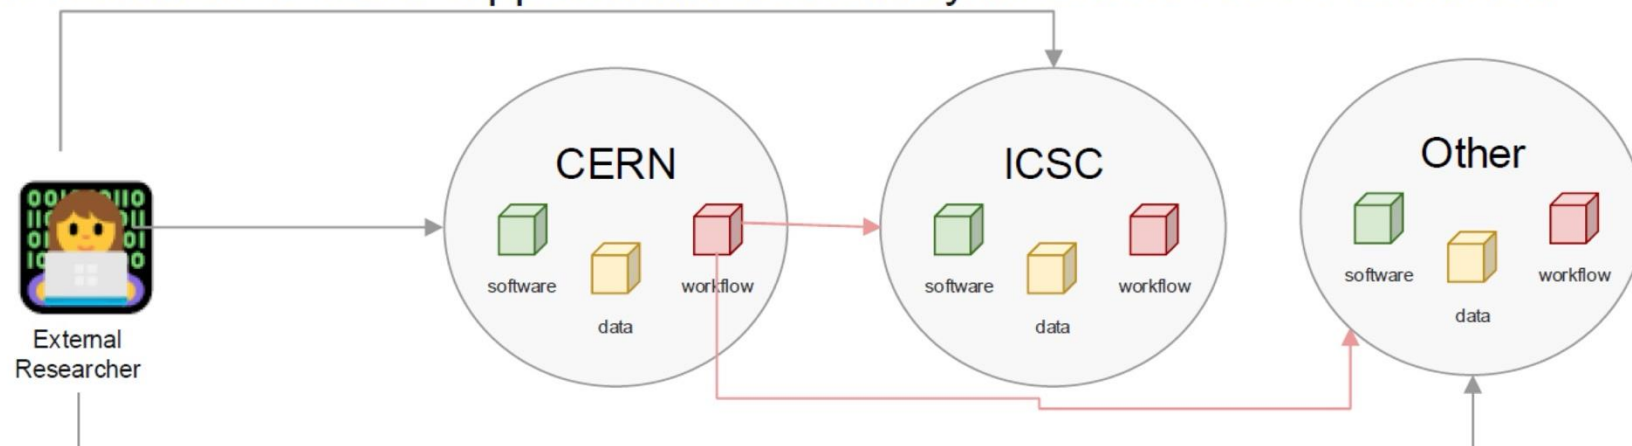 CERN
ICSC
Other
software
data
workflow
software
data
workflow
software
data
workflow
External
Researcher